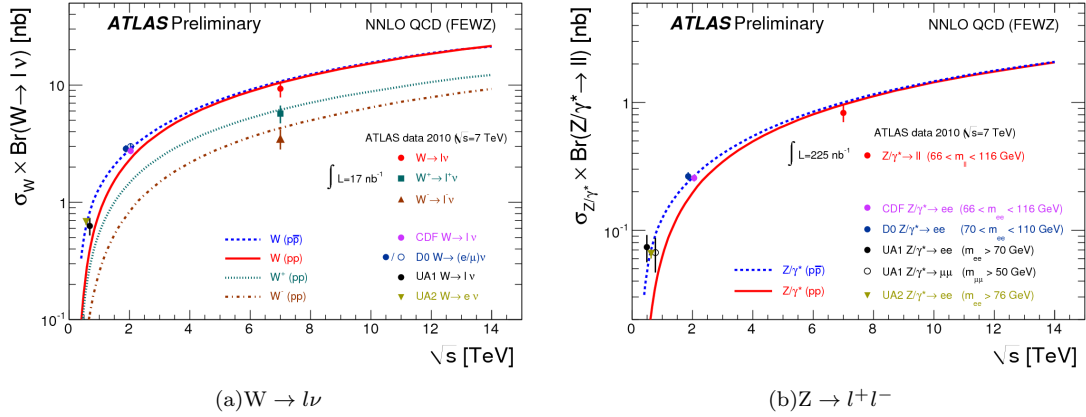 ATLAS Preliminary
NNLO QCD (FEWZ)
σW × Br(W→ l ν) [nb]
10
1
10⁻¹
ATLAS data 2010 (√s=7 TeV)
∫ L=17 nb⁻¹
W→ lν
W⁺→ l⁺ν
W⁻→ l⁻ν
W (pp̅)
W (pp)
W⁺ (pp)
W⁻ (pp)
CDF W→ l ν
/ D0 W→ (e/μ)ν
UA1 W→ l ν
UA2 W→ e ν
0 2 4 6 8 10 12 14
√s [TeV]
(a)W → lν
ATLAS Preliminary
NNLO QCD (FEWZ)
σZ/γ* × Br(Z/γ*→ ll) [nb]
1
10⁻¹
ATLAS data 2010 (√s=7 TeV)
∫ L=225 nb⁻¹
Z/γ*→ ll (66 < mll < 116 GeV)
CDF Z/γ*→ ee (66 < mee < 116 GeV)
D0 Z/γ*→ ee (70 < mee < 110 GeV)
UA1 Z/γ*→ ee (mee > 70 GeV)
UA1 Z/γ*→ μμ (mμμ > 50 GeV)
UA2 Z/γ*→ ee (mee > 76 GeV)
Z/γ* (pp̅)
Z/γ* (pp)
0 2 4 6 8 10 12 14
√s [TeV]
(b)Z → l⁺l⁻